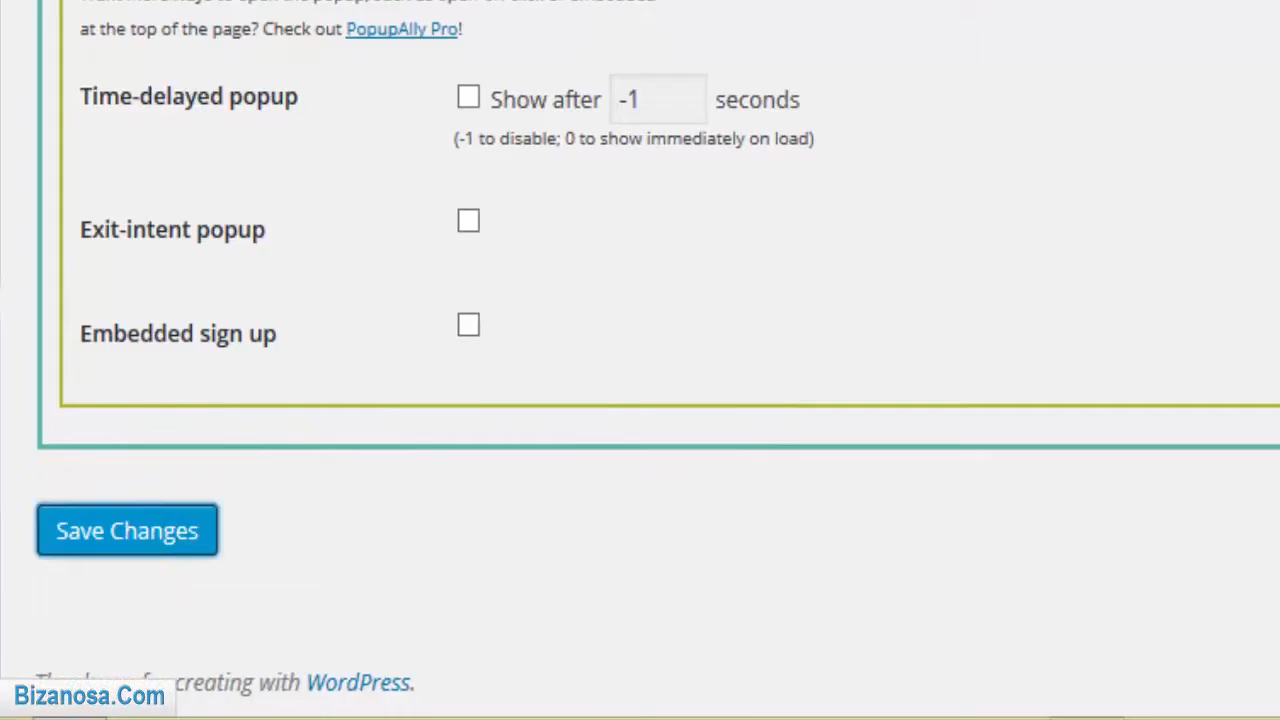 at the top of the page? Check out PopupAlly Pro!
Time-delayed popup
Show after -1 seconds
(-1 to disable; 0 to show immediately on load)
Exit-intent popup
Embedded sign up
Save Changes
creating with WordPress.
Bizanosa.Com